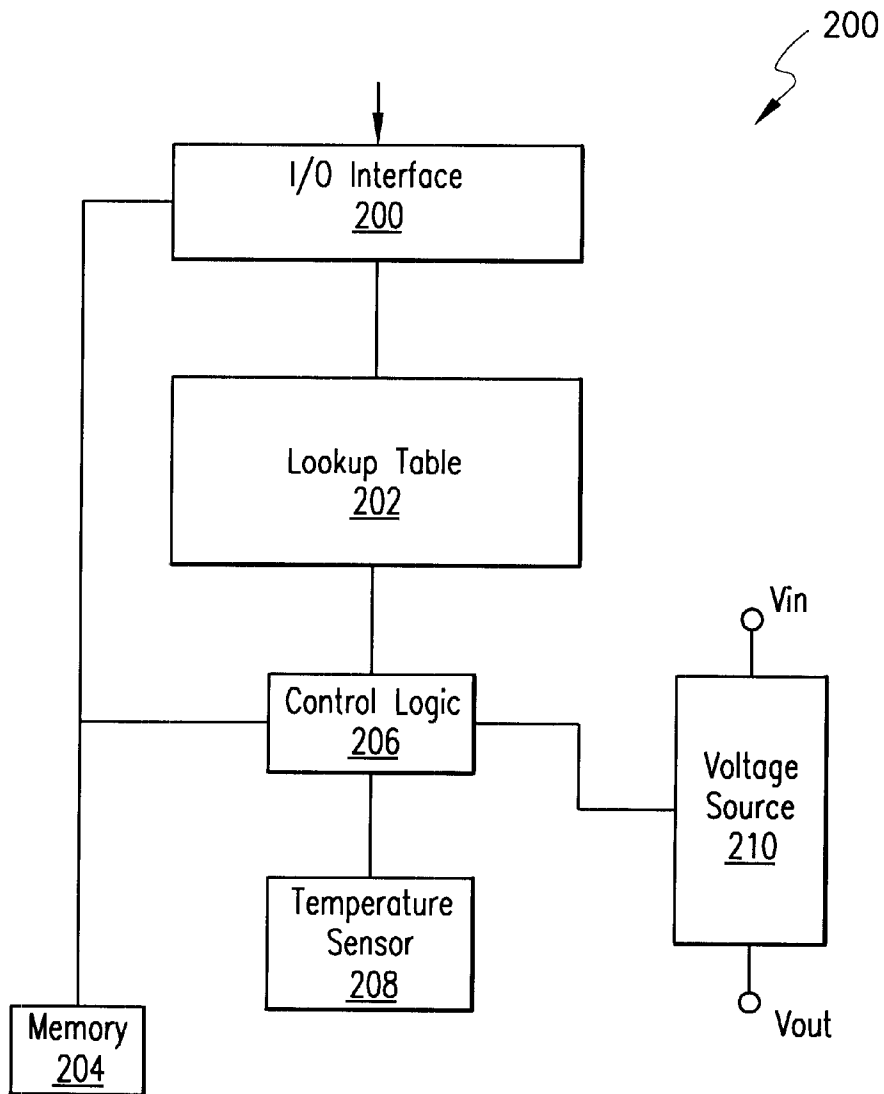 200
I/O Interface
200
Lookup Table
202
Vin
Control Logic
206
Voltage
Source
210
Temperature
Sensor
208
Memory
204
Vout